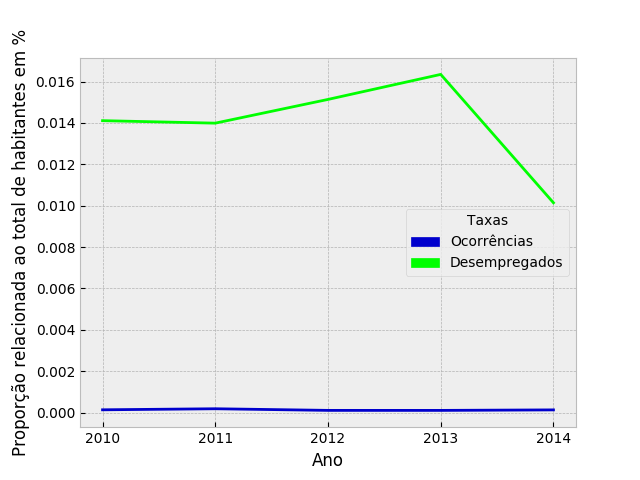 Proporção relacionada ao total de habitantes em %
0.016
0.014
0.012
0.010
0.008
0.006
0.004
0.002
0.000
Taxas
Ocorrências
Desempregados
2010 2011 2012 2013 2014
Ano